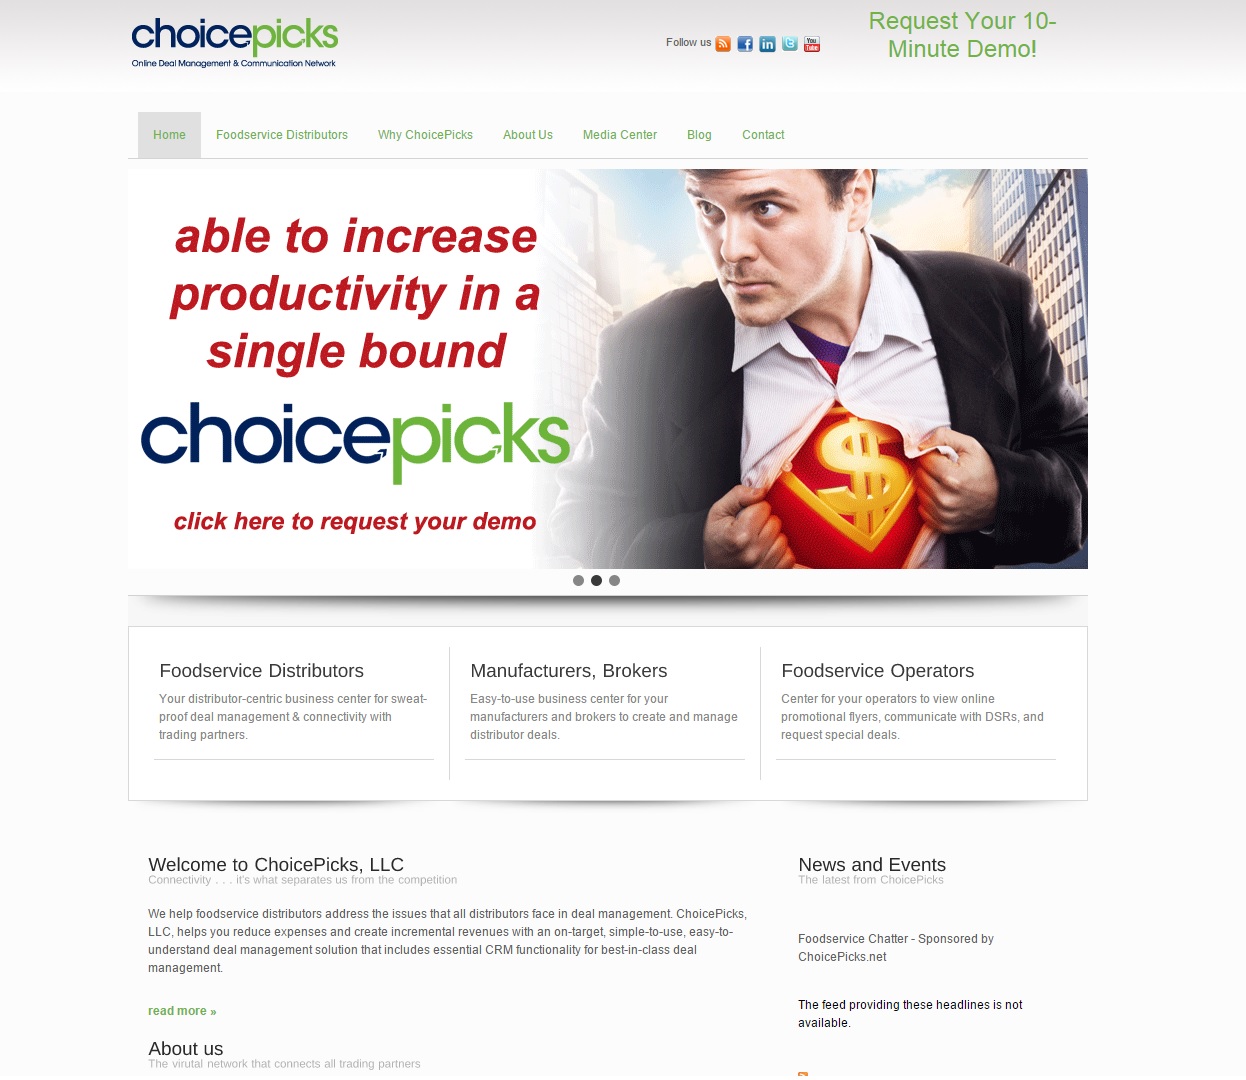 choicepicks
Online Deal Management & Communication Network
Follow us
You
Tube
Request Your 10-
Minute Demo!
Home
Foodservice Distributors
Why ChoicePicks
About Us
Media Center
Blog
Contact
able to increase
productivity in a
single bound
choicepicks
click here to request your demo
$
Foodservice Distributors
Your distributor-centric business center for sweat-
proof deal management & connectivity with
trading partners.
Manufacturers, Brokers
Easy-to-use business center for your
manufacturers and brokers to create and manage
distributor deals.
Foodservice Operators
Center for your operators to view online
promotional flyers, communicate with DSRs, and
request special deals.
Welcome to ChoicePicks, LLC
Connectivity . . . it's what separates us from the competition
We help foodservice distributors address the issues that all distributors face in deal management. ChoicePicks,
LLC, helps you reduce expenses and create incremental revenues with an on-target, simple-to-use, easy-to-
understand deal management solution that includes essential CRM functionality for best-in-class deal
management.
read more »
About us
The virutal network that connects all trading partners
News and Events
The latest from ChoicePicks
Foodservice Chatter - Sponsored by
ChoicePicks.net
The feed providing these headlines is not
available.